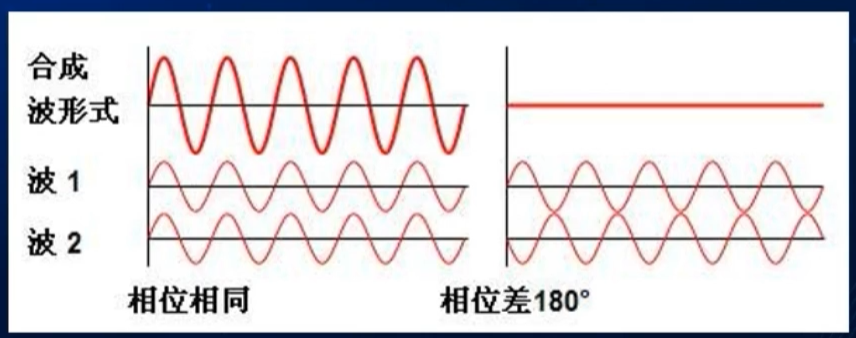 合成
波形式
波 1
波 2
相位相同
相位差180°